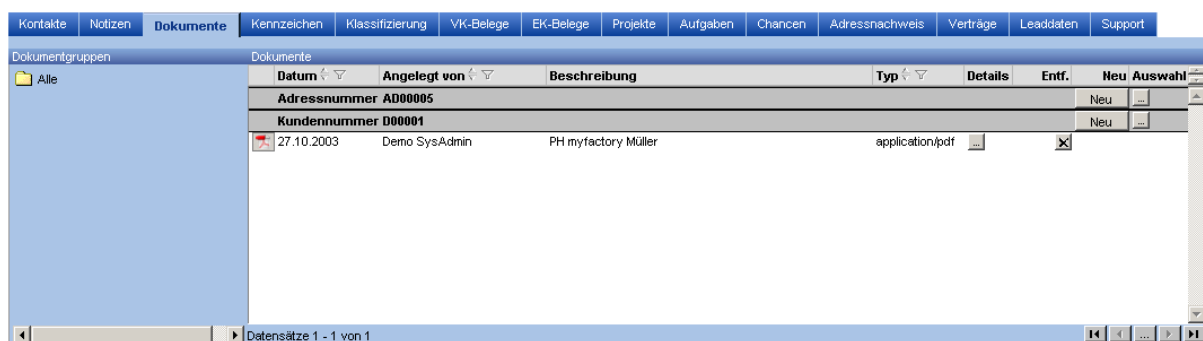 Kontakte Notizen Dokumente Kennzeichen Klassifizierung VK-Belege EK-Belege Projekte Aufgaben Chancen Adressnachweis Verträge Leaddaten Support
Dokumentgruppen Dokumente
Alle Datum Angelegt von Beschreibung Typ Details Entf. Neu Auswahl
Adressnummer AD00005 Neu ...
Kundennummer D00001 Neu ...
27.10.2003 Demo SysAdmin PH myfactory Müller application/pdf ...
Datensätze 1 - 1 von 1 ...